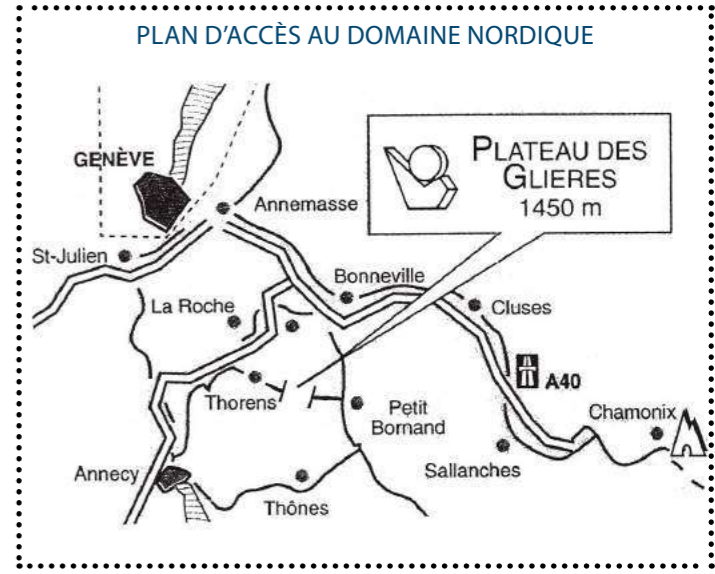 PLAN D’ACCÈS AU DOMAINE NORDIQUE
GENÈVE
PLATEAU DES
GLIERES
1450 m
Annemasse
St-Julien
Bonneville
La Roche
Cluses
A40
Thorens
Petit
Bornand
Chamonix
Annecy
Sallanches
Thônes